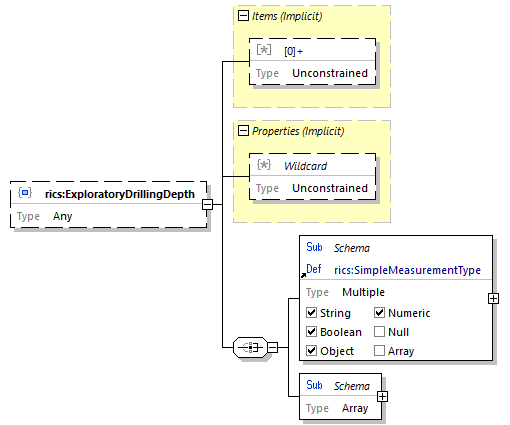 Items (Implicit)
[*] [0]+
Type Unconstrained
Properties (Implicit)
{*} Wildcard
Type Unconstrained
rics:ExploratoryDrillingDepth
Type Any
Sub Schema
Def rics:SimpleMeasurementType
Type Multiple
String Numeric
Boolean Null
Object Array
Sub Schema
Type Array